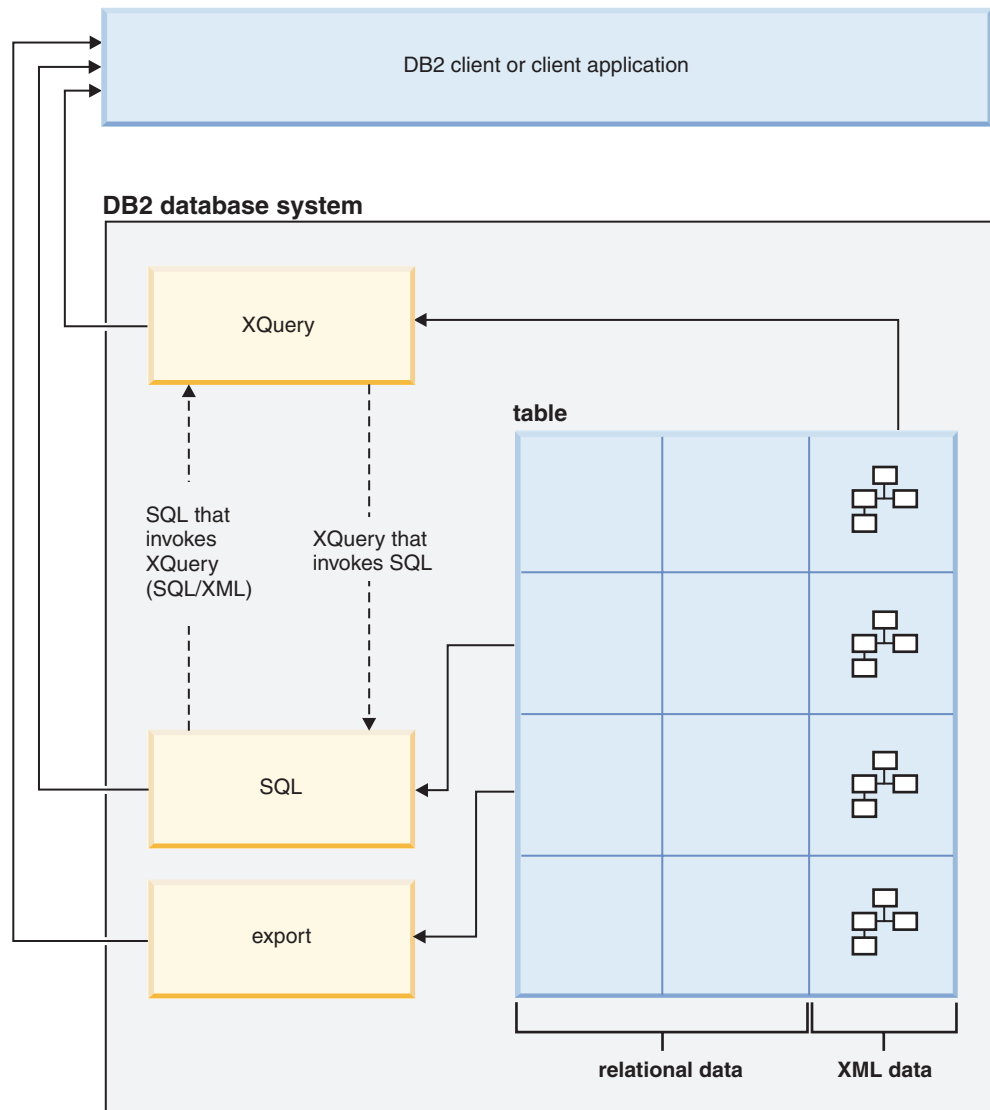 DB2 client or client application
DB2 database system
XQuery
table
SQL that
invokes
XQuery
(SQL/XML)
XQuery that
invokes SQL
SQL
export
relational data
XML data